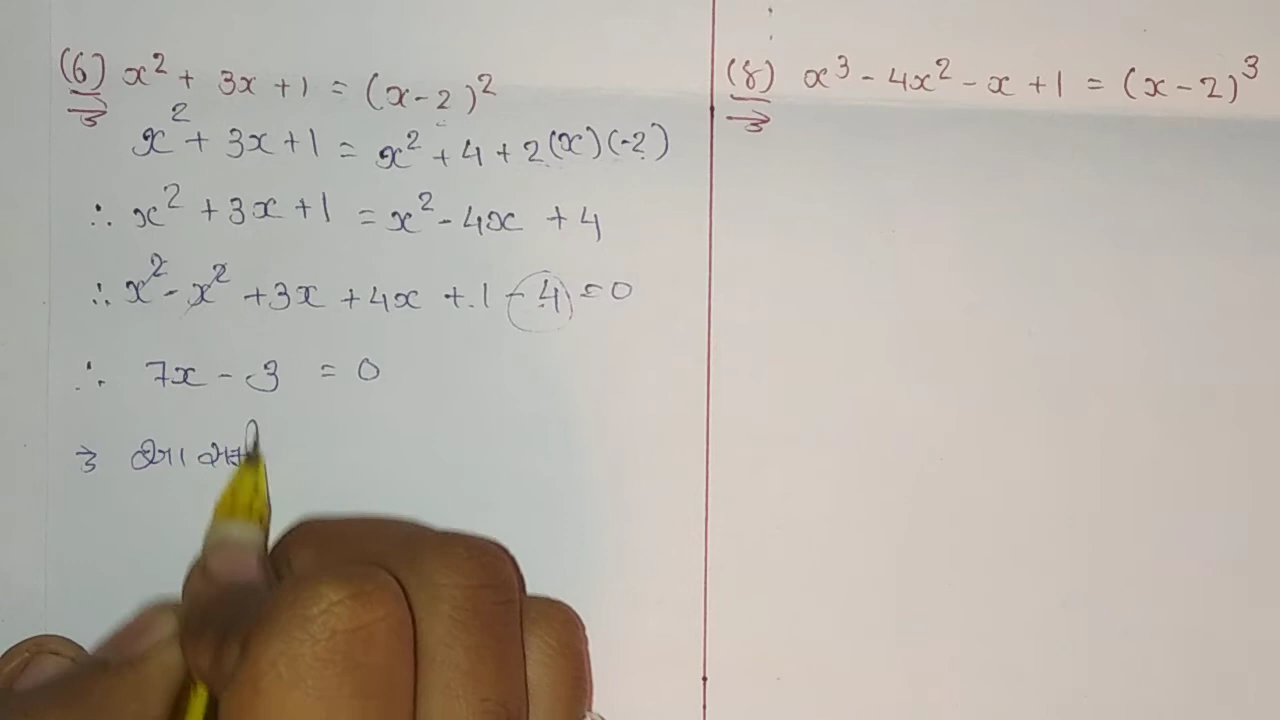 (6) x² + 3x + 1 = (x - 2)²
x² + 3x + 1 = x² + 4 + 2(x)(-2)
∴ x² + 3x + 1 = x² - 4x + 4
∴ x² - x² + 3x + 4x + 1 - 4 = 0
∴ 7x - 3 = 0
⇒ આ
(8) x³ - 4x² - x + 1 = (x - 2)³
⇒